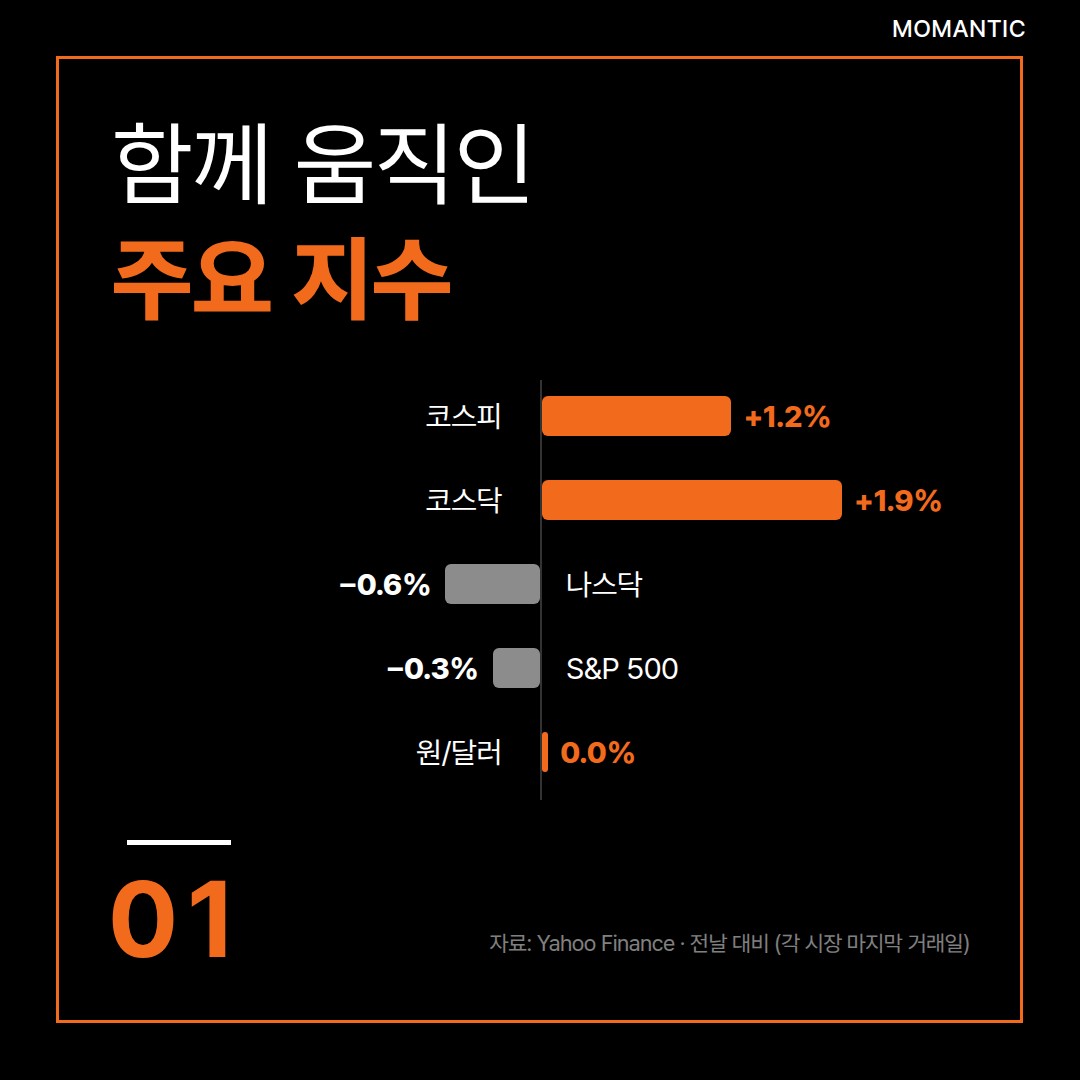 MOMANTIC
함께 움직인
주요 지수
코스피 +1.2%
코스닥 +1.9%
−0.6% 나스닥
−0.3% S&P 500
원/달러 0.0%
01
자료: Yahoo Finance · 전날 대비 (각 시장 마지막 거래일)